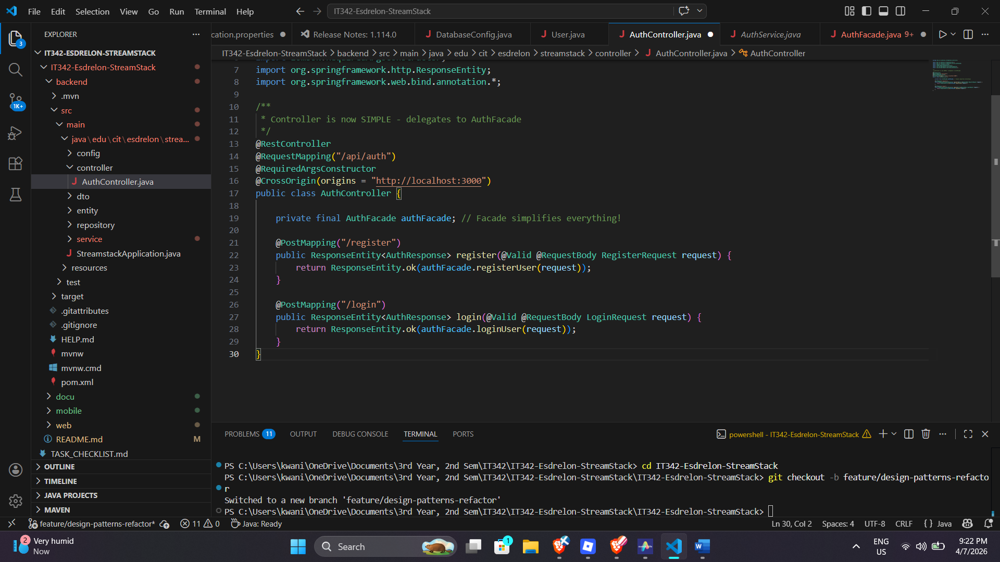 File Edit Selection View Go Run Terminal Help
IT342-Esdrelon-StreamStack
EXPLORER
cation.properties
Release Notes: 1.114.0
DatabaseConfig.java
User.java
AuthController.java
AuthService.java
AuthFacade.java 9+
IT342-Esdrelon-StreamStack > backend > src > main > java > edu > cit > esdrelon > streamstack > controller > AuthController.java > AuthController
3
1K+
IT342-ESDRELON-STREAMSTACK
IT342-Esdrelon-StreamStack
backend
.mvn
src
main
java\edu\cit\esdrelon\strea...
config
controller
AuthController.java
dto
entity
repository
service
StreamstackApplication.java
resources
test
target
.gitattributes
.gitignore
HELP.md
mvnw
mvnw.cmd
pom.xml
docu
mobile
web
README.md M
TASK_CHECKLIST.md
OUTLINE
TIMELINE
JAVA PROJECTS
MAVEN
7 import org.springframework.http.ResponseEntity;
8 import org.springframework.web.bind.annotation.*;
9
10 /**
11 * Controller is now SIMPLE - delegates to AuthFacade
12 */
13 @RestController
14 @RequestMapping("/api/auth")
15 @RequiredArgsConstructor
16 @CrossOrigin(origins = "http://localhost:3000")
17 public class AuthController {
18
19 private final AuthFacade authFacade; // Facade simplifies everything!
20
21 @PostMapping("/register")
22 public ResponseEntity<AuthResponse> register(@Valid @RequestBody RegisterRequest request) {
23 return ResponseEntity.ok(authFacade.registerUser(request));
24 }
25
26 @PostMapping("/login")
27 public ResponseEntity<AuthResponse> login(@Valid @RequestBody LoginRequest request) {
28 return ResponseEntity.ok(authFacade.loginUser(request));
29 }
30 }
PROBLEMS 11 OUTPUT DEBUG CONSOLE TERMINAL PORTS
powershell - IT342-Esdrelon-StreamStack
PS C:\Users\kwani\OneDrive\Documents\3rd Year, 2nd Sem\IT342\IT342-Esdrelon-StreamStack> cd IT342-Esdrelon-StreamStack
PS C:\Users\kwani\OneDrive\Documents\3rd Year, 2nd Sem\IT342\IT342-Esdrelon-StreamStack\IT342-Esdrelon-StreamStack> git checkout -b feature/design-patterns-refacto
r
Switched to a new branch 'feature/design-patterns-refactor'
PS C:\Users\kwani\OneDrive\Documents\3rd Year, 2nd Sem\IT342\IT342-Esdrelon-StreamStack\IT342-Esdrelon-StreamStack>
feature/design-patterns-refactor* 11 0 Java: Ready
Ln 30, Col 2 Spaces: 4 UTF-8 CRLF {} Java
2
Very humid
Now
Search
1
ENG
US
9:22 PM
4/7/2026